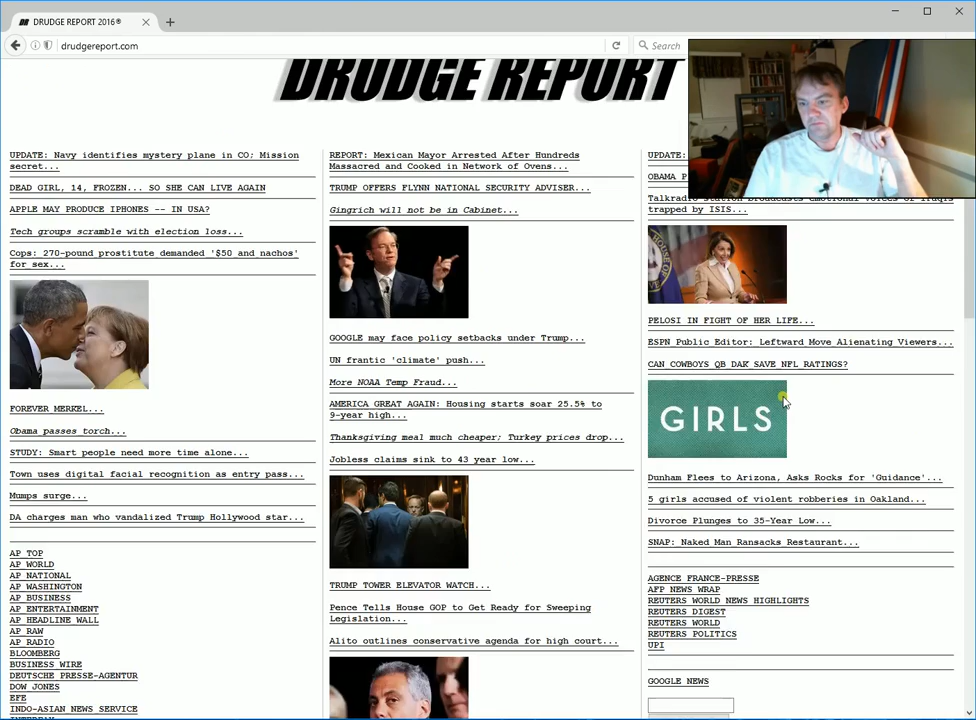 DRUDGE REPORT 2016®
drudgereport.com
Search
DRUDGE REPORT
UPDATE: Navy identifies mystery plane in CO; Mission
secret...
DEAD GIRL, 14, FROZEN... SO SHE CAN LIVE AGAIN
APPLE MAY PRODUCE IPHONES -- IN USA?
Tech groups scramble with election loss...
Cops: 270-pound prostitute demanded '$50 and nachos'
for sex...
FOREVER MERKEL...
Obama passes torch...
STUDY: Smart people need more time alone...
Town uses digital facial recognition as entry pass...
Mumps surge...
DA charges man who vandalized Trump Hollywood star...
AP TOP
AP WORLD
AP NATIONAL
AP WASHINGTON
AP BUSINESS
AP ENTERTAINMENT
AP HEADLINE WALL
AP RAW
AP RADIO
BLOOMBERG
BUSINESS WIRE
DEUTSCHE PRESSE-AGENTUR
DOW JONES
EFE
INDO-ASIAN NEWS SERVICE
REPORT: Mexican Mayor Arrested After Hundreds
Massacred and Cooked in Network of Ovens...
TRUMP OFFERS FLYNN NATIONAL SECURITY ADVISER...
Gingrich will not be in Cabinet...
GOOGLE may face policy setbacks under Trump...
UN frantic 'climate' push...
More NOAA Temp Fraud...
AMERICA GREAT AGAIN: Housing starts soar 25.5% to
9-year high...
Thanksgiving meal much cheaper; Turkey prices drop...
Jobless claims sink to 43 year low...
TRUMP TOWER ELEVATOR WATCH...
Pence Tells House GOP to Get Ready for Sweeping
Legislation...
Alito outlines conservative agenda for high court...
UPDATE:
OBAMA P
Talkradio station broadcasts emotional voices of Iraqis
trapped by ISIS...
HOUSE OF
PELOSI IN FIGHT OF HER LIFE...
ESPN Public Editor: Leftward Move Alienating Viewers...
CAN COWBOYS QB DAK SAVE NFL RATINGS?
GIRLS
Dunham Flees to Arizona, Asks Rocks for 'Guidance'...
5 girls accused of violent robberies in Oakland...
Divorce Plunges to 35-Year Low...
SNAP: Naked Man Ransacks Restaurant...
AGENCE FRANCE-PRESSE
AFP NEWS WRAP
REUTERS WORLD NEWS HIGHLIGHTS
REUTERS DIGEST
REUTERS WORLD
REUTERS POLITICS
UPI
GOOGLE NEWS